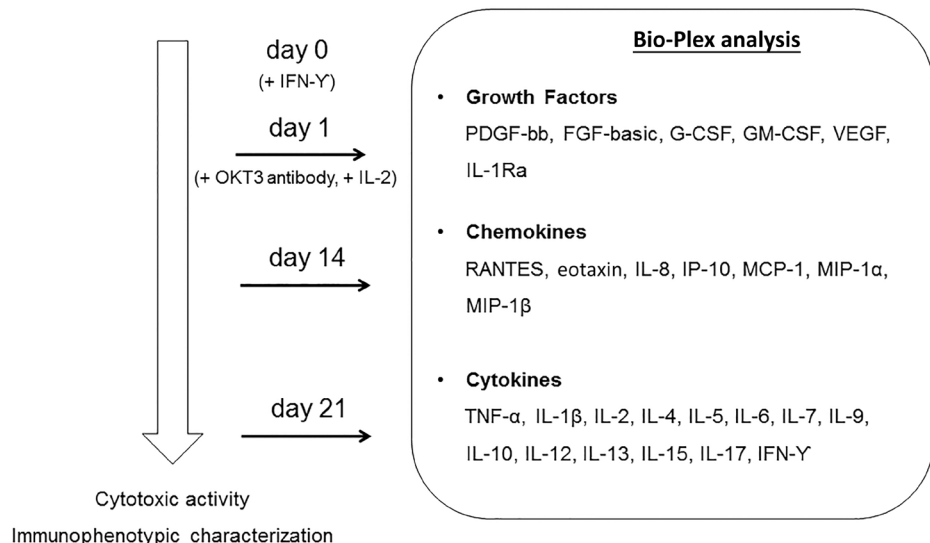 day 0
(+ IFN-ϒ)
day 1
(+ OKT3 antibody, + IL-2)
day 14
day 21
Cytotoxic activity
Immunophenotypic characterization
Bio-Plex analysis
• Growth Factors
PDGF-bb, FGF-basic, G-CSF, GM-CSF, VEGF,
IL-1Ra
• Chemokines
RANTES, eotaxin, IL-8, IP-10, MCP-1, MIP-1α,
MIP-1β
• Cytokines
TNF-α, IL-1β, IL-2, IL-4, IL-5, IL-6, IL-7, IL-9,
IL-10, IL-12, IL-13, IL-15, IL-17, IFN-ϒ